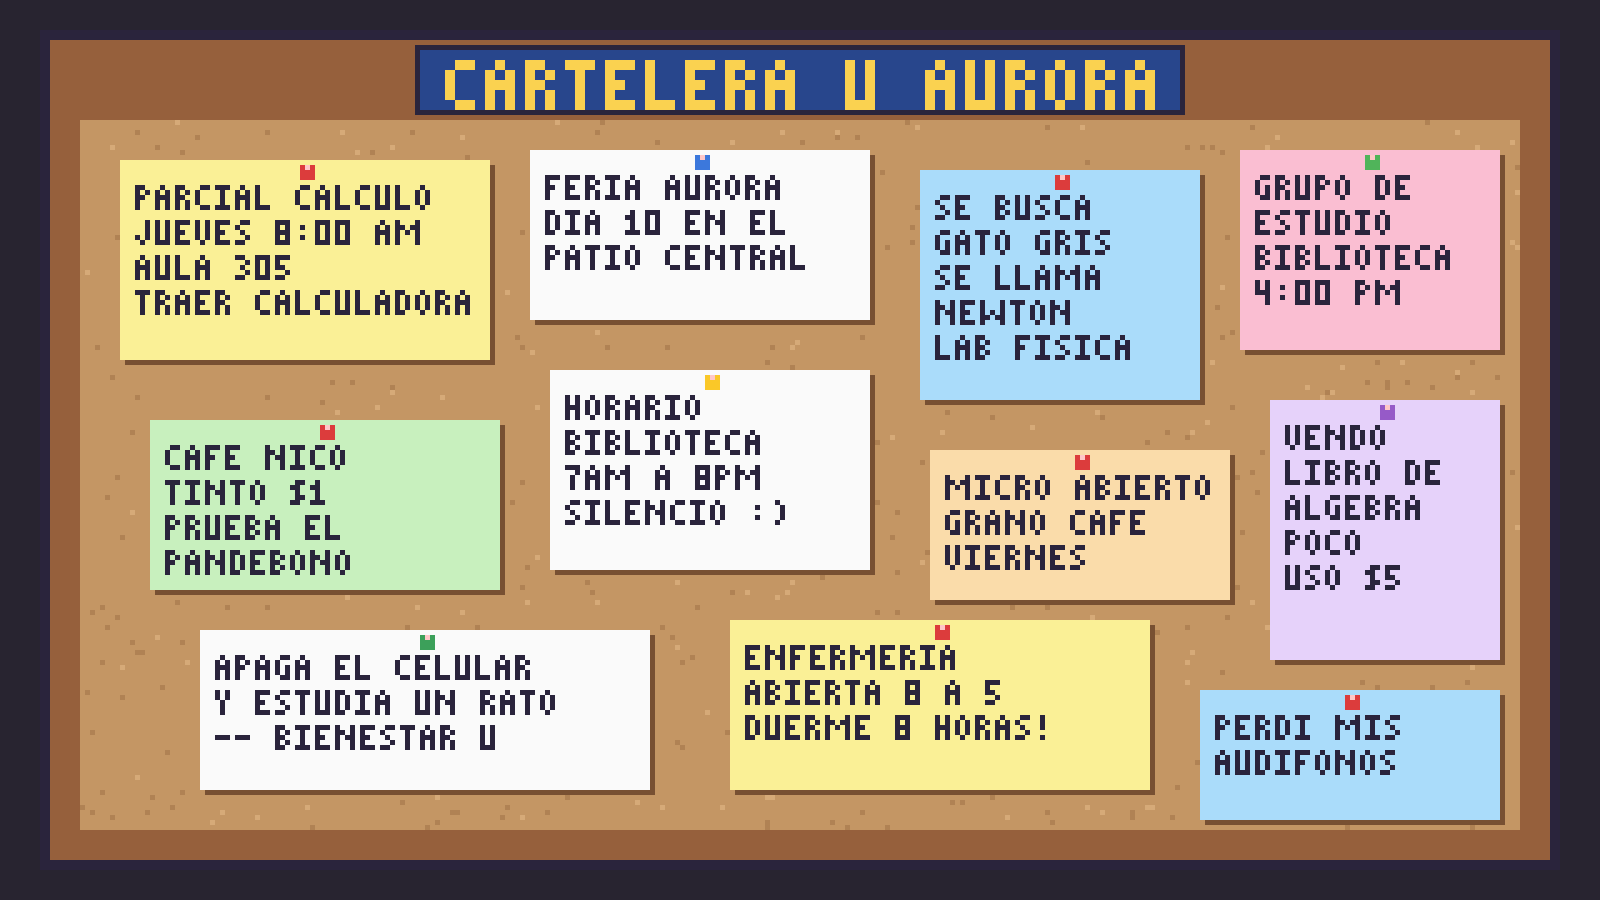 CARTELERA U AURORA
PARCIAL CALCULO
JUEVES 8:00 AM
AULA 305
TRAER CALCULADORA
FERIA AURORA
DIA 10 EN EL
PATIO CENTRAL
SE BUSCA
GATO GRIS
SE LLAMA
NEWTON
LAB FISICA
GRUPO DE
ESTUDIO
BIBLIOTECA
4:00 PM
CAFE NICO
TINTO $1
PRUEBA EL
PANDEBONO
HORARIO
BIBLIOTECA
7AM A 8PM
SILENCIO :)
MICRO ABIERTO
GRANO CAFE
VIERNES
VENDO
LIBRO DE
ALGEBRA
POCO
USO $5
APAGA EL CELULAR
Y ESTUDIA UN RATO
-- BIENESTAR U
ENFERMERIA
ABIERTA 8 A 5
DUERME 8 HORAS!
PERDI MIS
AUDIFONOS